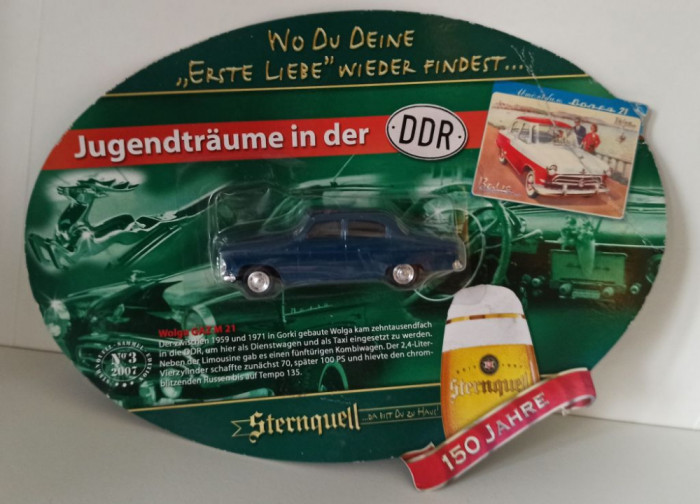 WO DU DEINE
„ERSTE LIEBE" WIEDER FINDEST...
Jugendträume in der
DDR
Wolga GAZ M 21
Der zwischen 1959 und 1971 in Gorki gebaute Wolga kam zehntausendfach
in die DDR, um hier als Dienstwagen und als Taxi eingesetzt zu werden.
Neben der Limousine gab es einen fünftürigen Kombiwagen. Der 2,4-Liter-
Vierzylinder schaffte zunächst 70, später 100 PS und hievte den chrom-
blitzenden Russen bis auf Tempo 135.
No 3
2007
Sternquell
...DA BIST DU ZU HAUS!
Sternquell
150 JAHRE